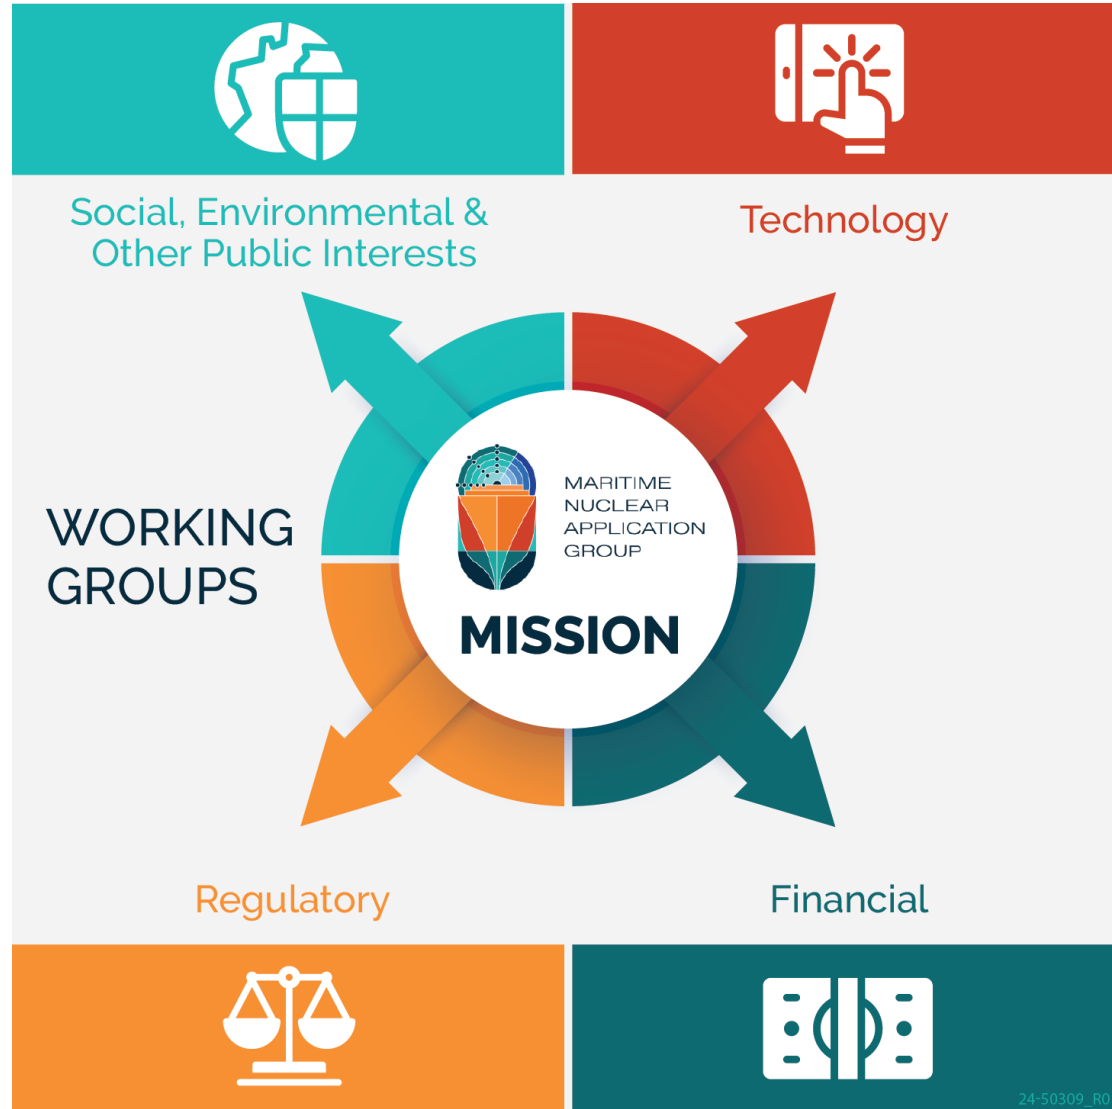 Social, Environmental &
Other Public Interests
Technology
MARITIME
NUCLEAR
APPLICATION
GROUP
MISSION
WORKING
GROUPS
Regulatory
Financial
24-50309_R0